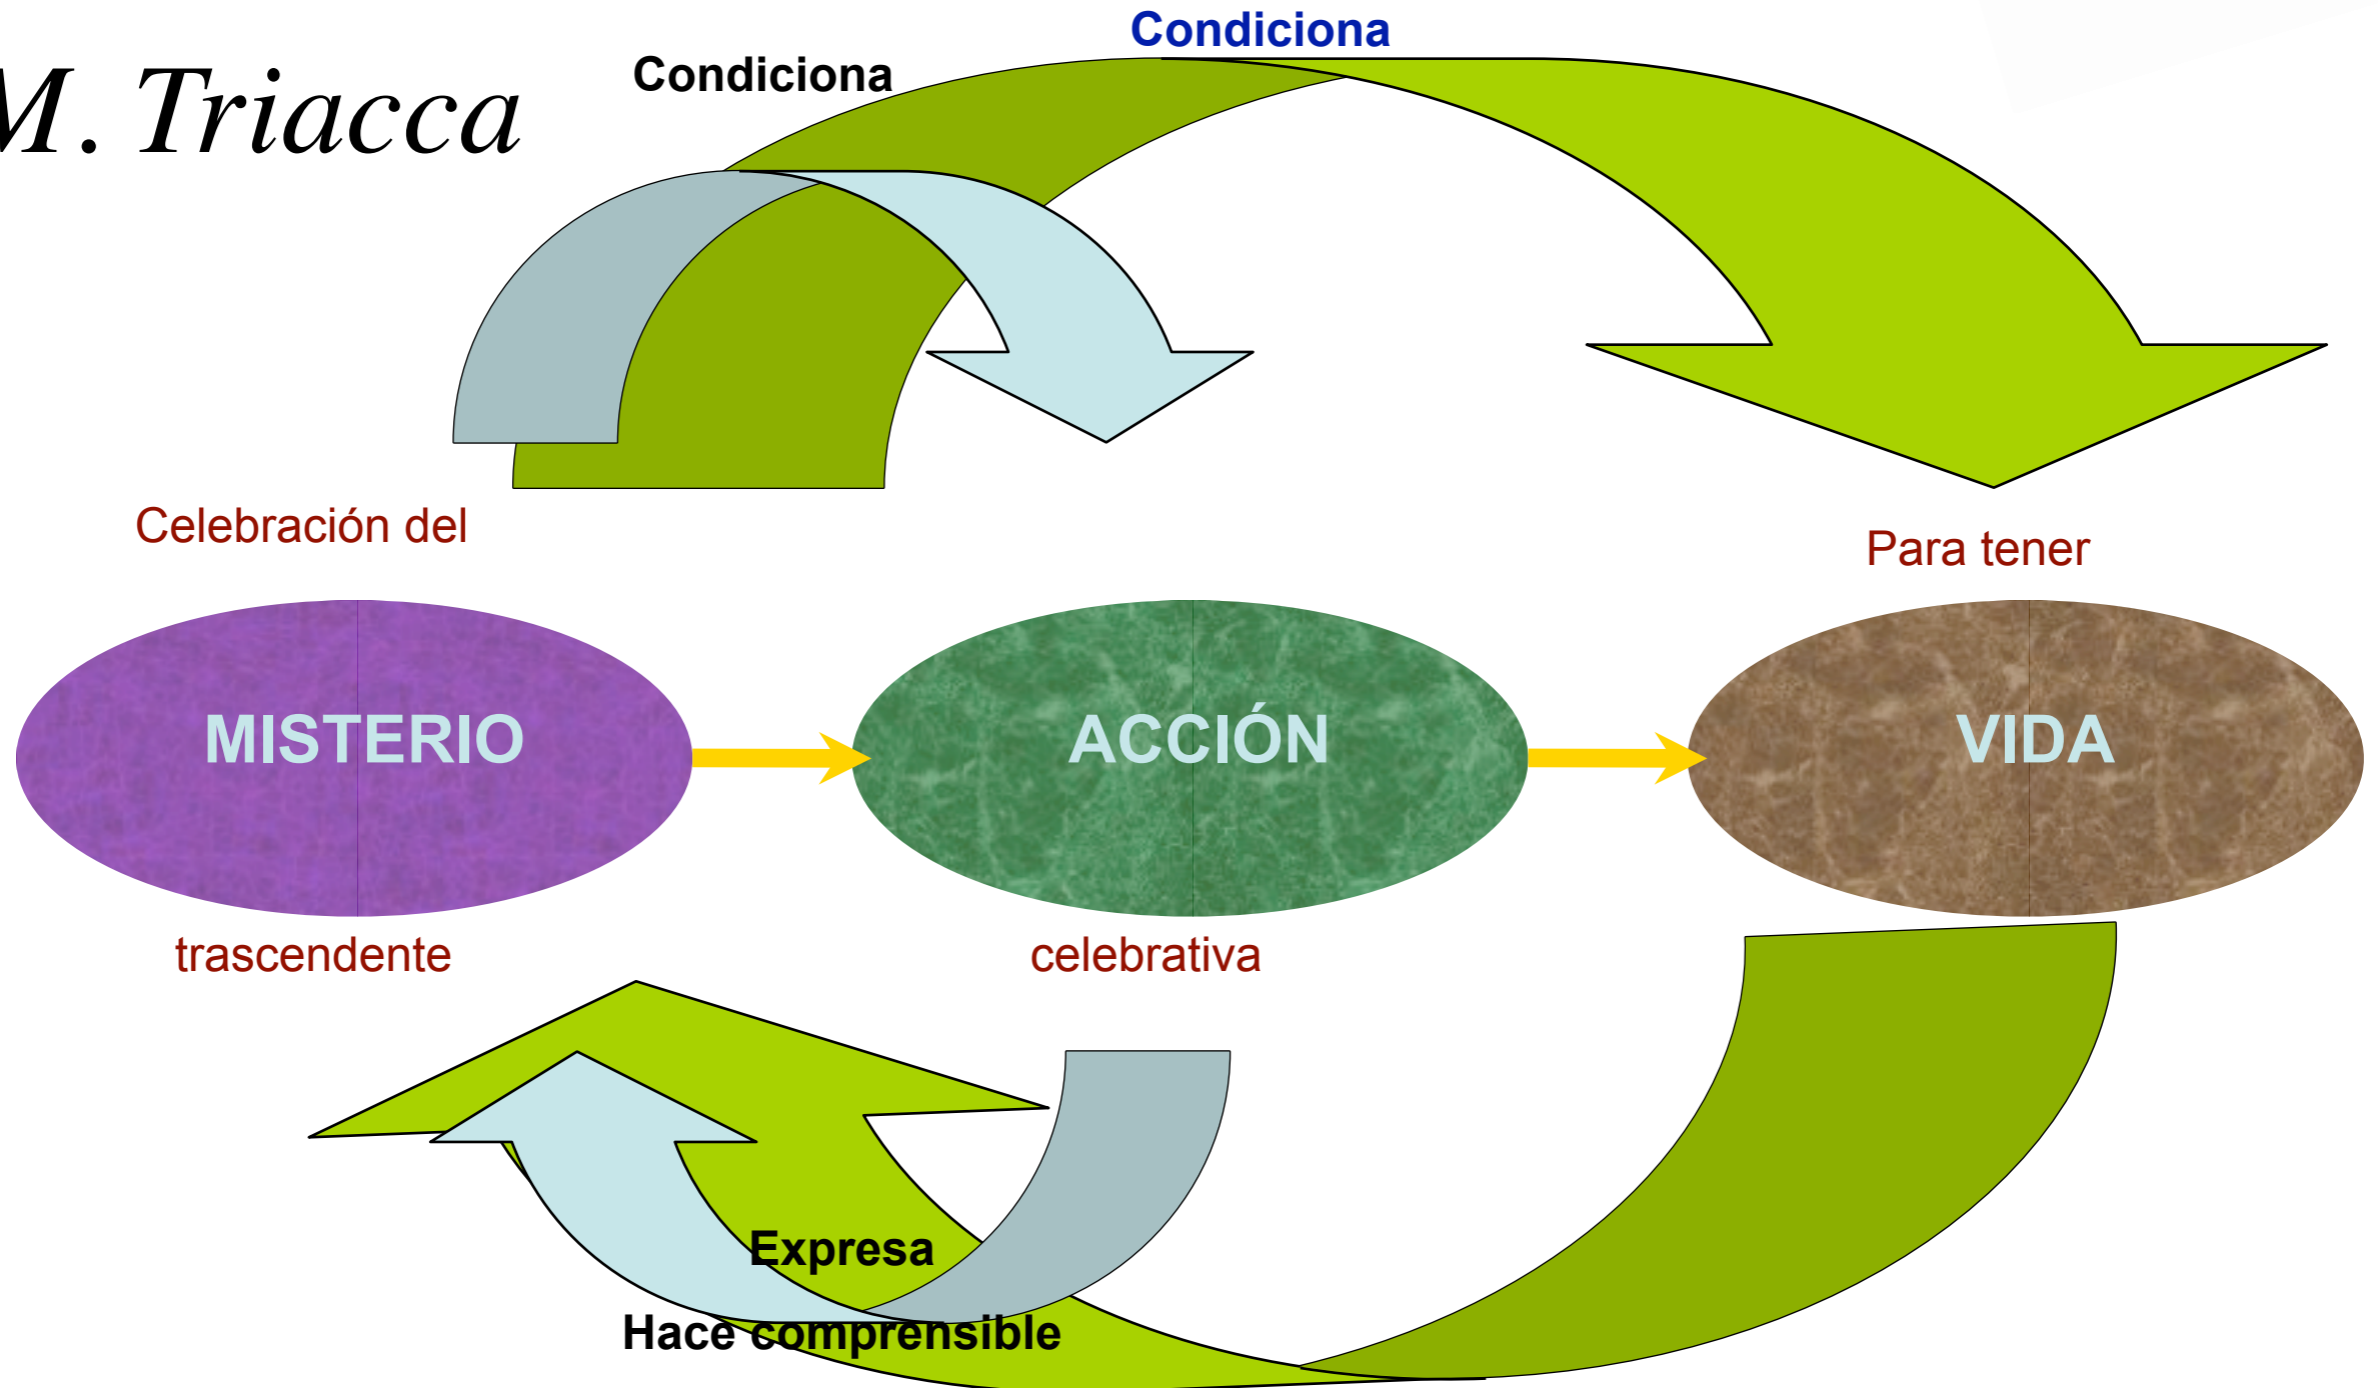 Condiciona
Condiciona
M. Triacca
Celebración del
Para tener
MISTERIO
ACCIÓN
VIDA
trascendente
celebrativa
Expresa
Hace comprensible